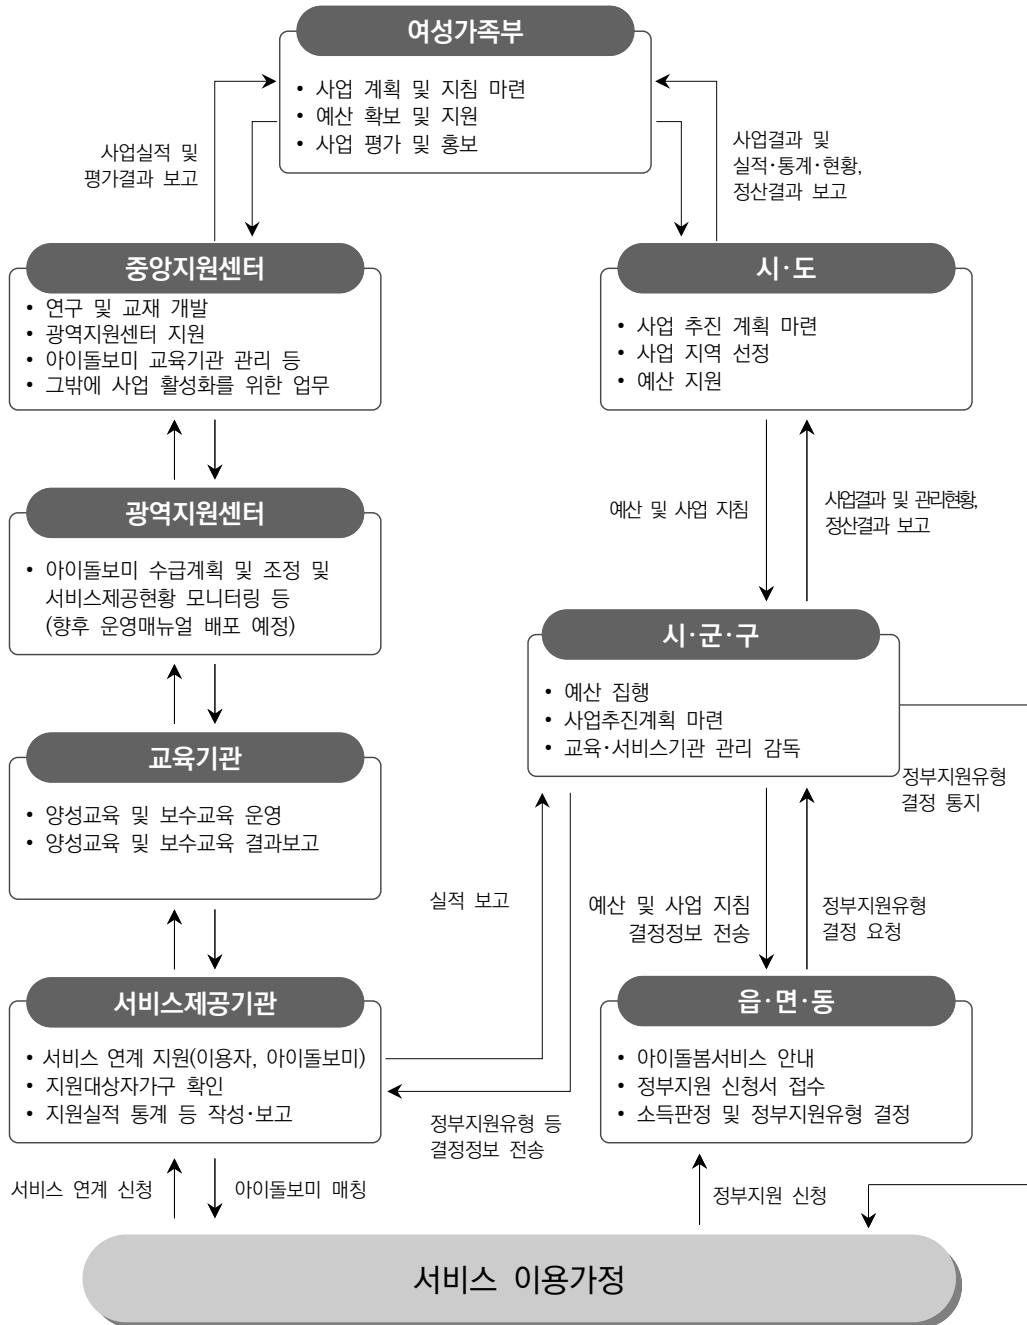 여성가족부
• 사업 계획 및 지침 마련
• 예산 확보 및 지원
• 사업 평가 및 홍보
사업실적 및
평가결과 보고
사업결과 및
실적·통계·현황,
정산결과 보고
중앙지원센터
• 연구 및 교재 개발
• 광역지원센터 지원
• 아이돌보미 교육기관 관리 등
• 그밖에 사업 활성화를 위한 업무
시·도
• 사업 추진 계획 마련
• 사업 지역 선정
• 예산 지원
광역지원센터
• 아이돌보미 수급계획 및 조정 및
서비스제공현황 모니터링 등
(향후 운영매뉴얼 배포 예정)
예산 및 사업 지침
사업결과 및 관리현황,
정산결과 보고
시·군·구
• 예산 집행
• 사업추진계획 마련
• 교육·서비스기관 관리 감독
교육기관
• 양성교육 및 보수교육 운영
• 양성교육 및 보수교육 결과보고
정부지원유형
결정 통지
실적 보고
예산 및 사업 지침
결정정보 전송
정부지원유형
결정 요청
서비스제공기관
• 서비스 연계 지원(이용자, 아이돌보미)
• 지원대상자가구 확인
• 지원실적 통계 등 작성·보고
읍·면·동
• 아이돌봄서비스 안내
• 정부지원 신청서 접수
• 소득판정 및 정부지원유형 결정
정부지원유형 등
결정정보 전송
서비스 연계 신청
아이돌보미 매칭
정부지원 신청
서비스 이용가정